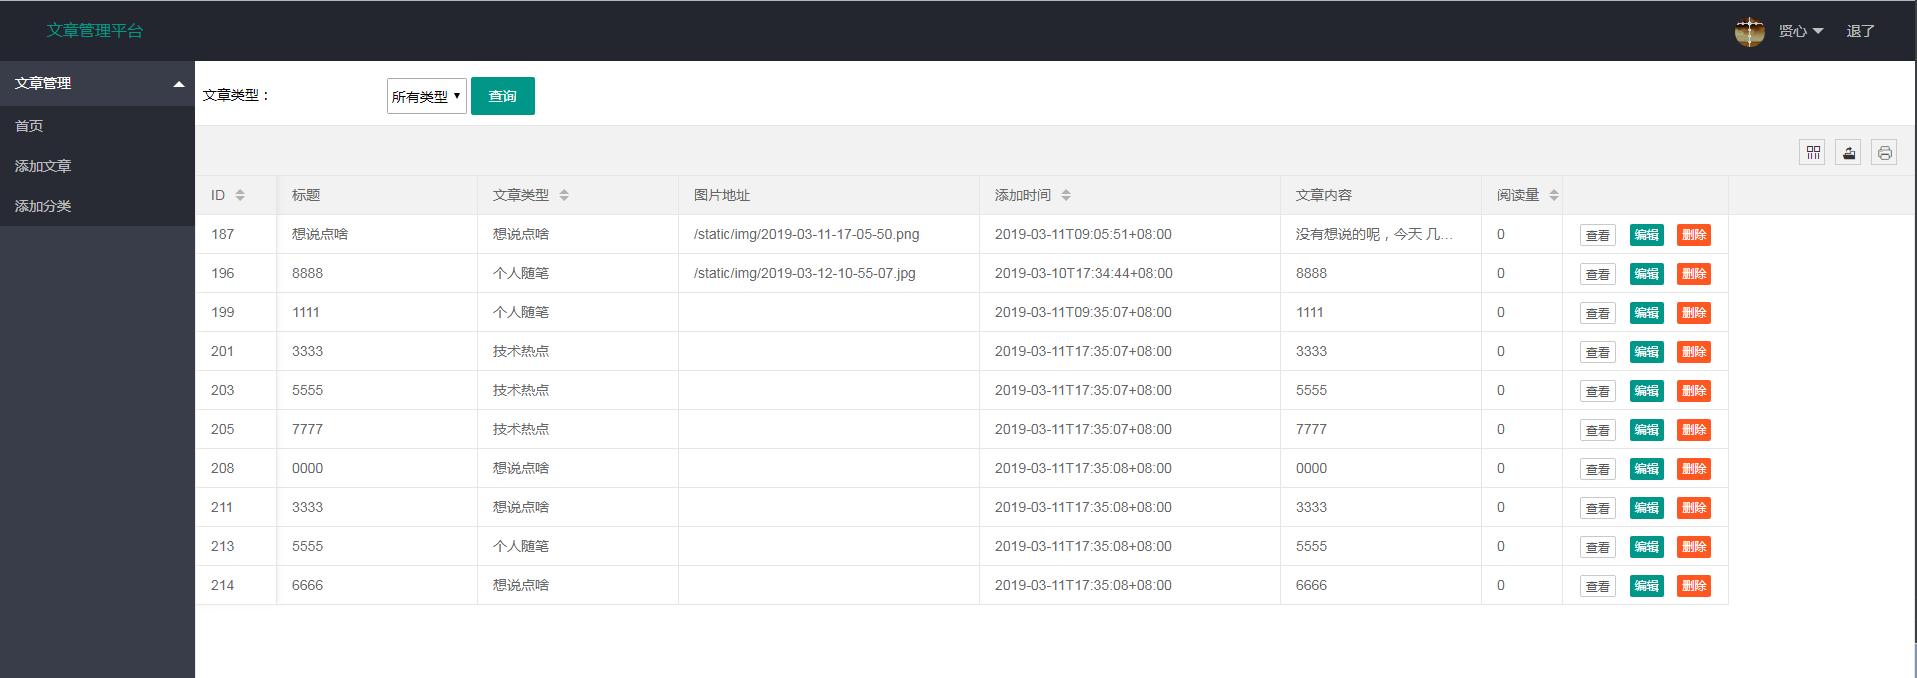 文章管理平台
贤心 退了
文章管理
首页
添加文章
添加分类
文章类型：
所有类型 查询
ID 标题 文章类型 图片地址 添加时间 文章内容 阅读量
187 想说点啥 想说点啥 /static/img/2019-03-11-17-05-50.png 2019-03-11T09:05:51+08:00 没有想说的呢，今天 几... 0 查看 编辑 删除
196 8888 个人随笔 /static/img/2019-03-12-10-55-07.jpg 2019-03-10T17:34:44+08:00 8888 0 查看 编辑 删除
199 1111 个人随笔 2019-03-11T09:35:07+08:00 1111 0 查看 编辑 删除
201 3333 技术热点 2019-03-11T17:35:07+08:00 3333 0 查看 编辑 删除
203 5555 技术热点 2019-03-11T17:35:07+08:00 5555 0 查看 编辑 删除
205 7777 技术热点 2019-03-11T17:35:07+08:00 7777 0 查看 编辑 删除
208 0000 想说点啥 2019-03-11T17:35:08+08:00 0000 0 查看 编辑 删除
211 3333 想说点啥 2019-03-11T17:35:08+08:00 3333 0 查看 编辑 删除
213 5555 个人随笔 2019-03-11T17:35:08+08:00 5555 0 查看 编辑 删除
214 6666 想说点啥 2019-03-11T17:35:08+08:00 6666 0 查看 编辑 删除